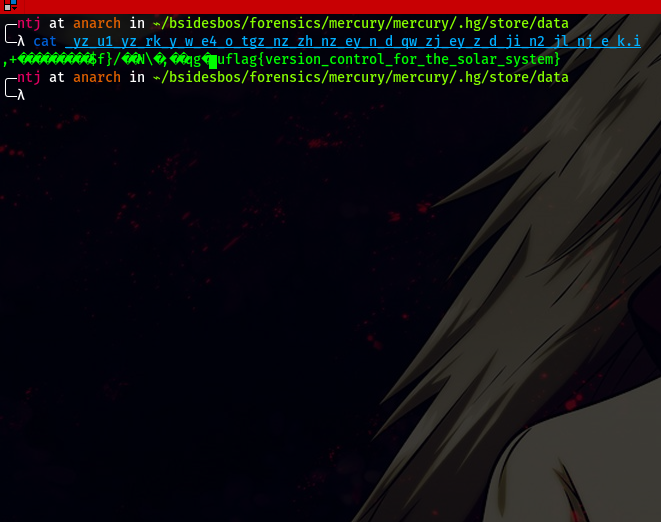 ╭─ntj at anarch in ~/bsidesbos/forensics/mercury/mercury/.hg/store/data
╰─λ cat _yz_u1_yz_rk_y_w_e4_o_tgz_nz_zh_nz_ey_n_d_qw_zj_ey_z_d_ji_n2_jl_nj_e_k.i
,+����������$f}/��N\�;��qg�█uflag{version_control_for_the_solar_system}
╭─ntj at anarch in ~/bsidesbos/forensics/mercury/mercury/.hg/store/data
╰─λ